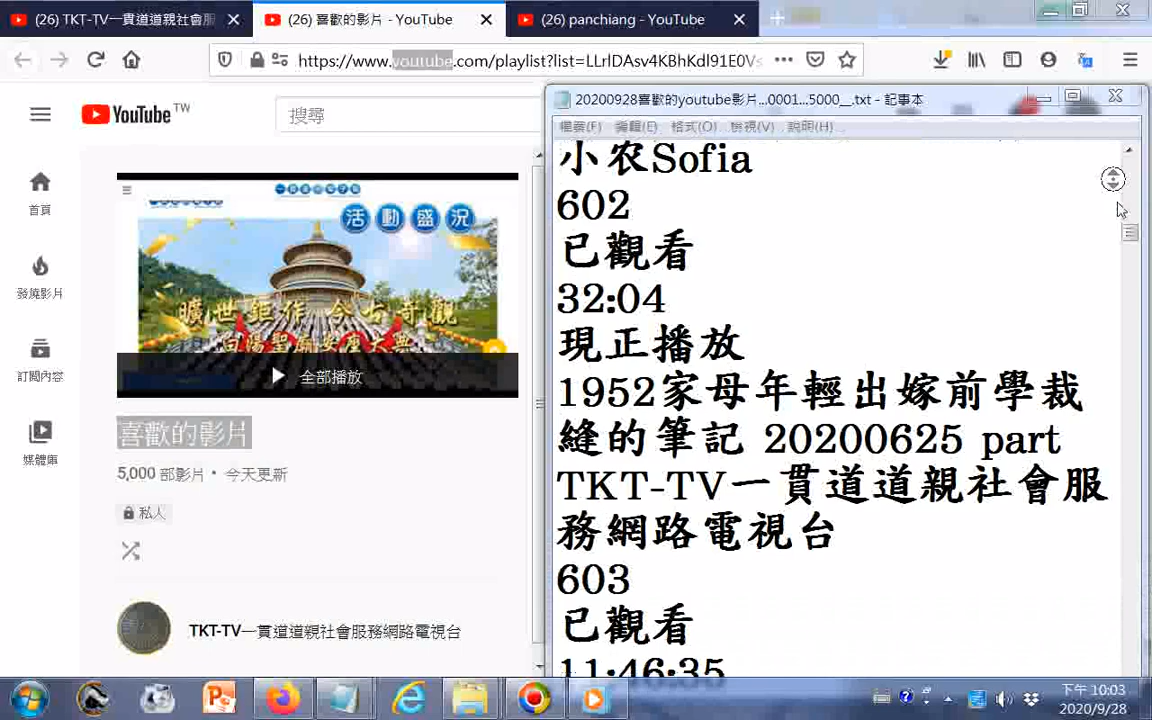 (26) TKT-TV一貫道道親社會服
(26) 喜歡的影片 - YouTube
(26) panchiang - YouTube
https://www.youtube.com/playlist?list=LLrlDAsv4KBhKdl91E0Vs
YouTube TW
搜尋
首頁
發燒影片
訂閱內容
媒體庫
活動盛況
曠世鉅作 今古奇觀
全部播放
喜歡的影片
5,000 部影片 • 今天更新
私人
TKT-TV一貫道道親社會服務網路電視台
20200928喜歡的youtube影片...0001...5000__.txt - 記事本
檔案(F) 編輯(E) 格式(O) 檢視(V) 說明(H)
小农Sofia
602
已觀看
32:04
現正播放
1952家母年輕出嫁前學裁
縫的筆記 20200625 part
TKT-TV一貫道道親社會服
務網路電視台
603
已觀看
11:46:35
下午 10:03
2020/9/28